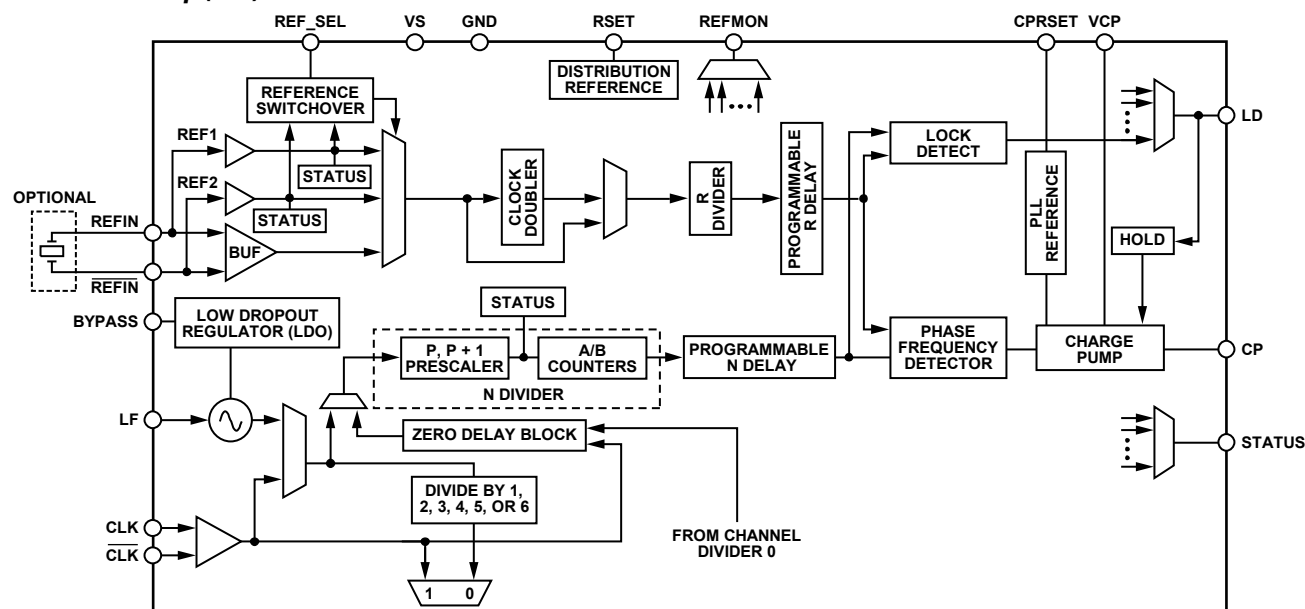 REF_SEL
VS
GND
RSET
REFMON
CPRSET
VCP
DISTRIBUTION
REFERENCE
REFERENCE
SWITCHOVER
LD
REF1
STATUS
LOCK
DETECT
REF2
STATUS
CLOCK
DOUBLER
R
DIVIDER
PROGRAMMABLE
R DELAY
PLL
REFERENCE
OPTIONAL
REFIN
BUF
HOLD
REFIN
BYPASS
LOW DROPOUT
REGULATOR (LDO)
STATUS
P, P + 1
PRESCALER
A/B
COUNTERS
N DIVIDER
PROGRAMMABLE
N DELAY
PHASE
FREQUENCY
DETECTOR
CHARGE
PUMP
CP
LF
ZERO DELAY BLOCK
STATUS
DIVIDE BY 1,
2, 3, 4, 5, OR 6
CLK
CLK
FROM CHANNEL
DIVIDER 0
1 0